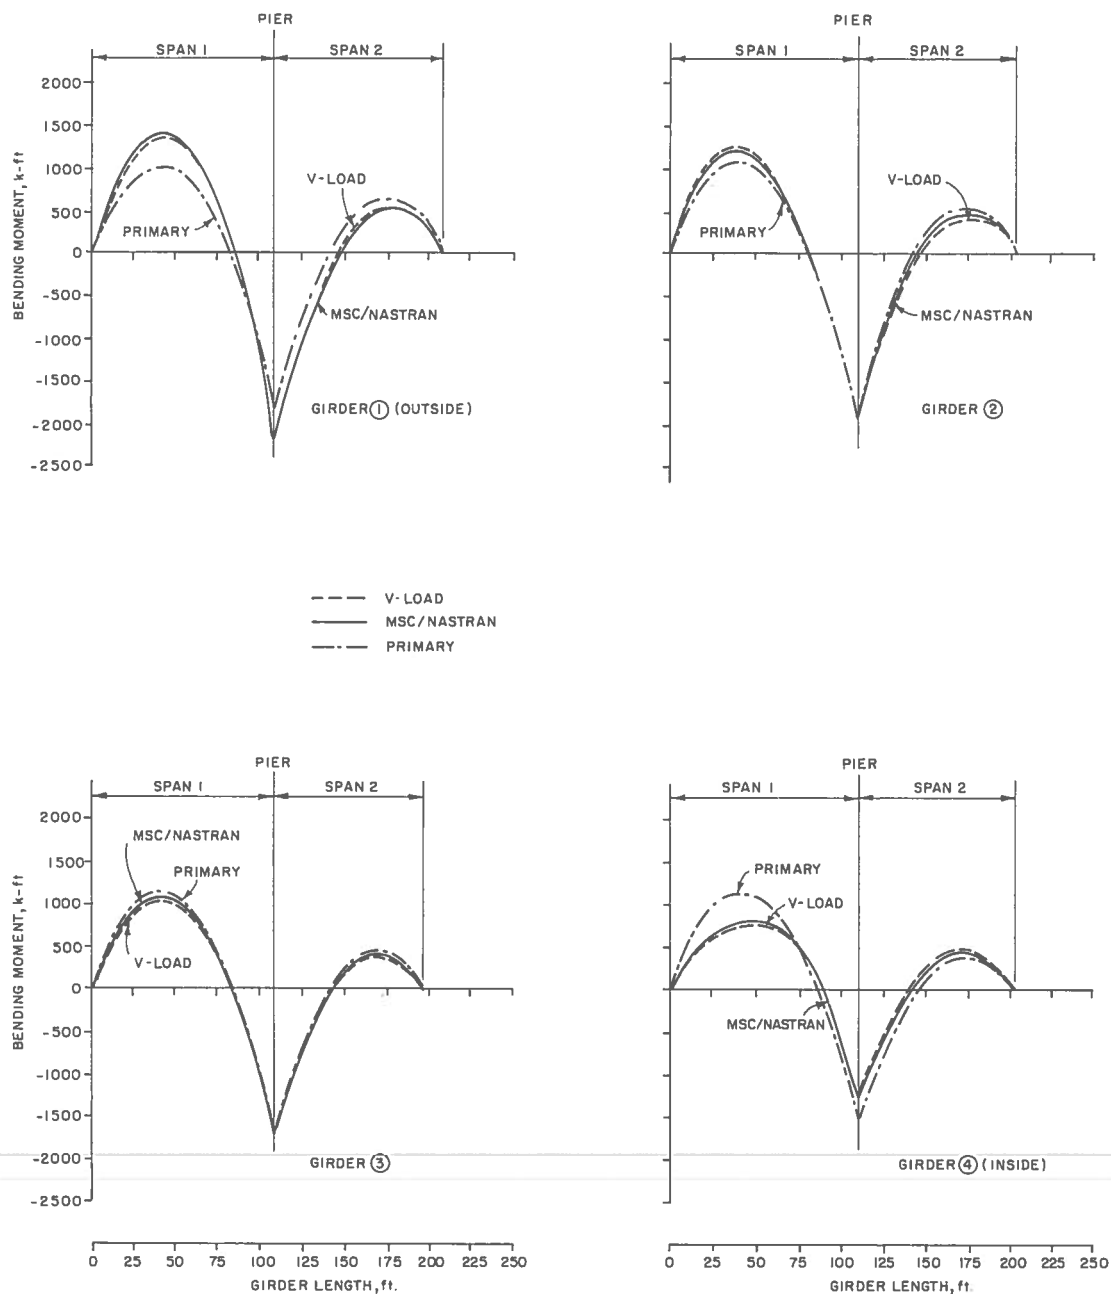 PIER
SPAN 1
SPAN 2
2000
1500
1000
500
0
-500
-1000
-1500
-2000
-2500
BENDING MOMENT, k-ft
V-LOAD
PRIMARY
MSC/NASTRAN
GIRDER 1 (OUTSIDE)
PIER
SPAN 1
SPAN 2
V-LOAD
PRIMARY
MSC/NASTRAN
GIRDER 2
V-LOAD
MSC/NASTRAN
PRIMARY
PIER
SPAN 1
SPAN 2
2000
1500
1000
500
0
-500
-1000
-1500
-2000
-2500
BENDING MOMENT, k-ft
MSC/NASTRAN
PRIMARY
V-LOAD
GIRDER 3
0 25 50 75 100 125 150 175 200 225 250
GIRDER LENGTH, ft.
PIER
SPAN 1
SPAN 2
PRIMARY
V-LOAD
MSC/NASTRAN
GIRDER 4 (INSIDE)
0 25 50 75 100 125 150 175 200 225 250
GIRDER LENGTH, ft.